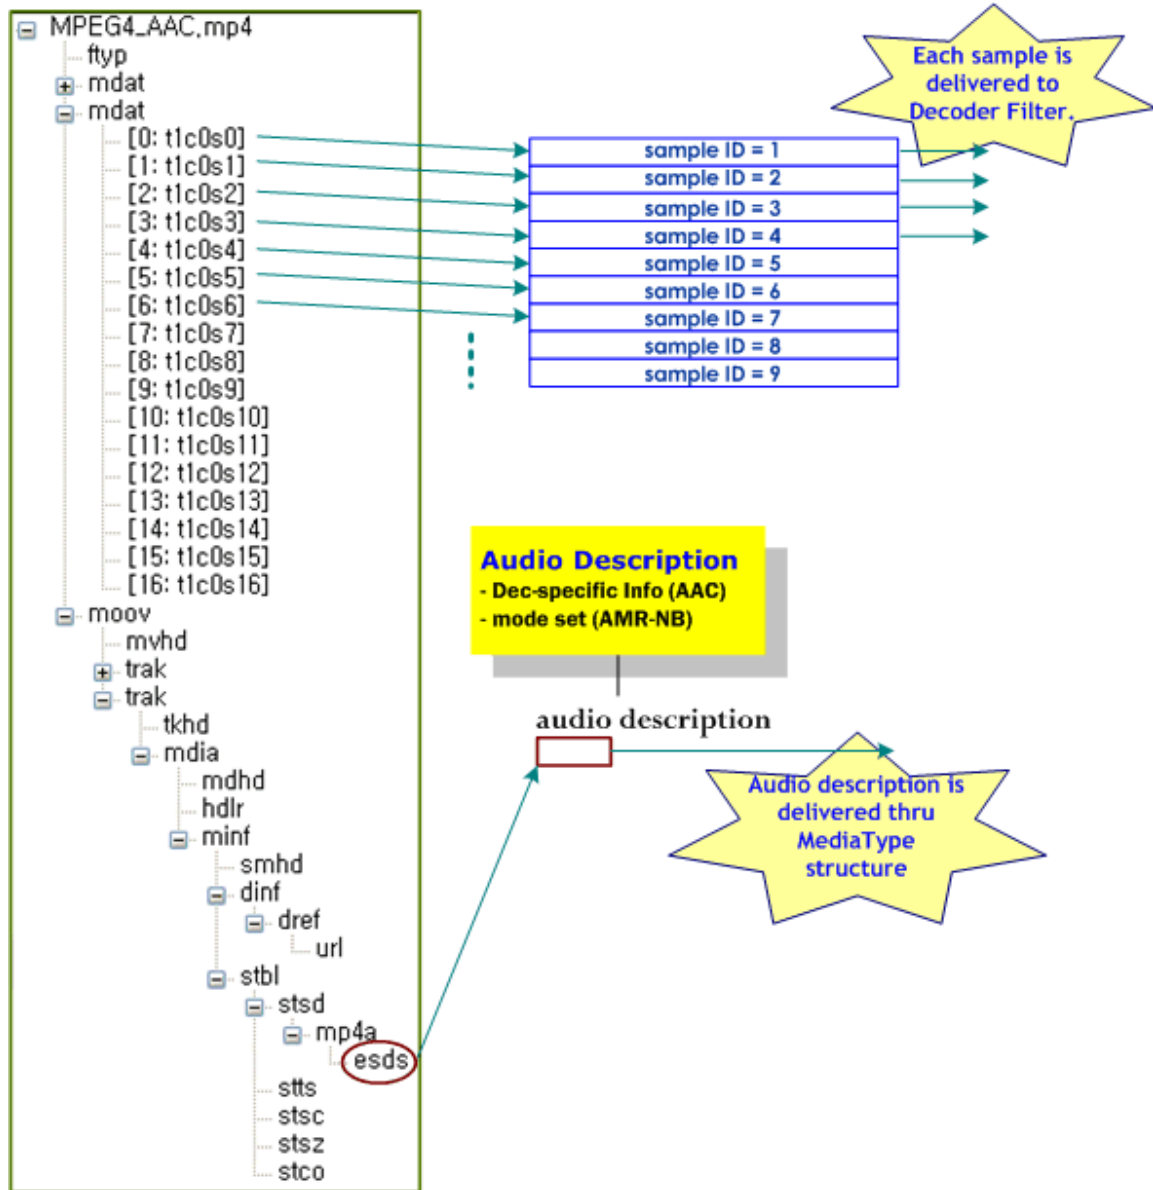 MPEG4_AAC.mp4
ftyp
mdat
mdat
[0: t1c0s0]
[1: t1c0s1]
[2: t1c0s2]
[3: t1c0s3]
[4: t1c0s4]
[5: t1c0s5]
[6: t1c0s6]
[7: t1c0s7]
[8: t1c0s8]
[9: t1c0s9]
[10: t1c0s10]
[11: t1c0s11]
[12: t1c0s12]
[13: t1c0s13]
[14: t1c0s14]
[15: t1c0s15]
[16: t1c0s16]
moov
mvhd
trak
trak
tkhd
mdia
mdhd
hdlr
minf
smhd
dinf
dref
url
stbl
stsd
mp4a
esds
stts
stsc
stsz
stco
sample ID = 1
sample ID = 2
sample ID = 3
sample ID = 4
sample ID = 5
sample ID = 6
sample ID = 7
sample ID = 8
sample ID = 9
Each sample is
delivered to
Decoder Filter.
Audio Description
- Dec-specific Info (AAC)
- mode set (AMR-NB)
audio description
Audio description is
delivered thru
MediaType
structure